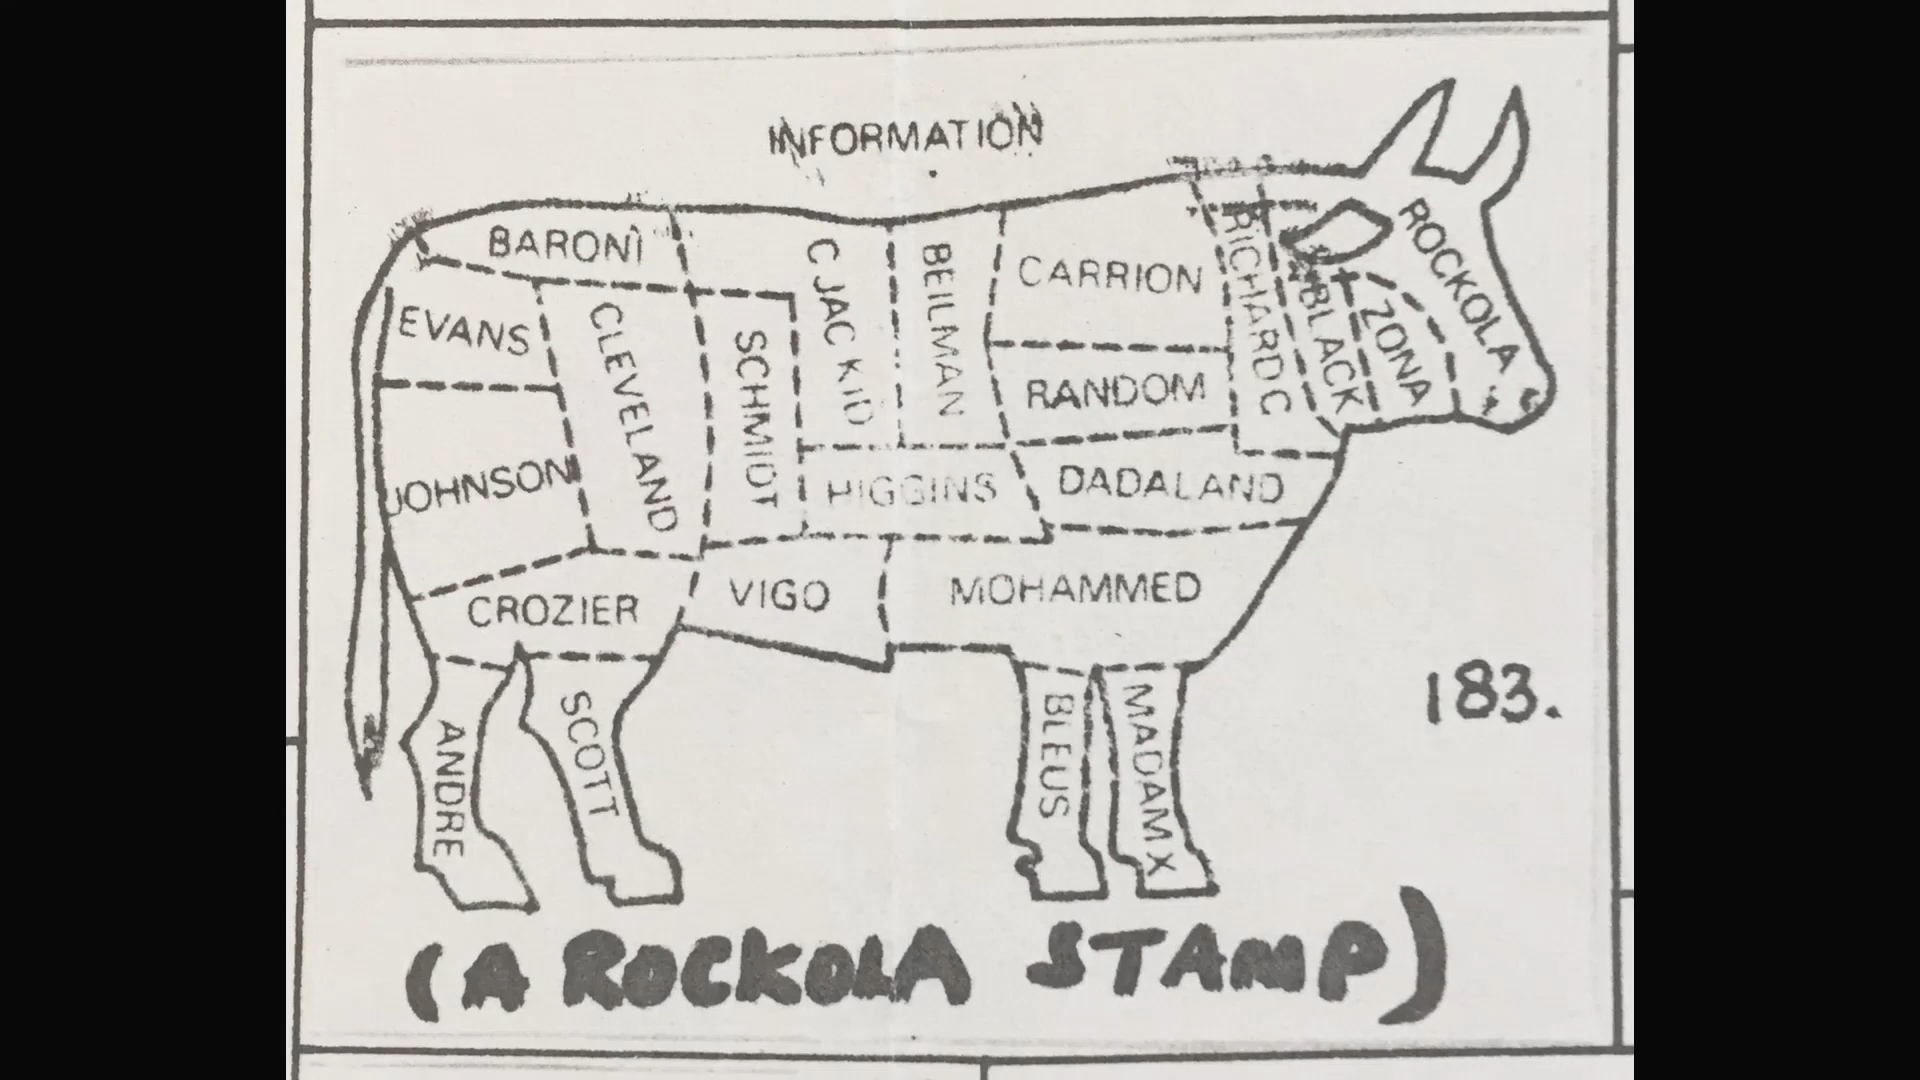 INFORMATION
BARONI
EVANS
CLEVELAND
JOHNSON
SCHMIDT
C JAC KID
BEILMAN
CARRION
RANDOM
RICHARD C
BLACK
ZONA
ROCKOLA
HIGGINS
DADALAND
CROZIER
VIGO
MOHAMMED
ANDRE
SCOTT
BLEUS
MADAM X
183.
(A ROCKOLA STAMP)